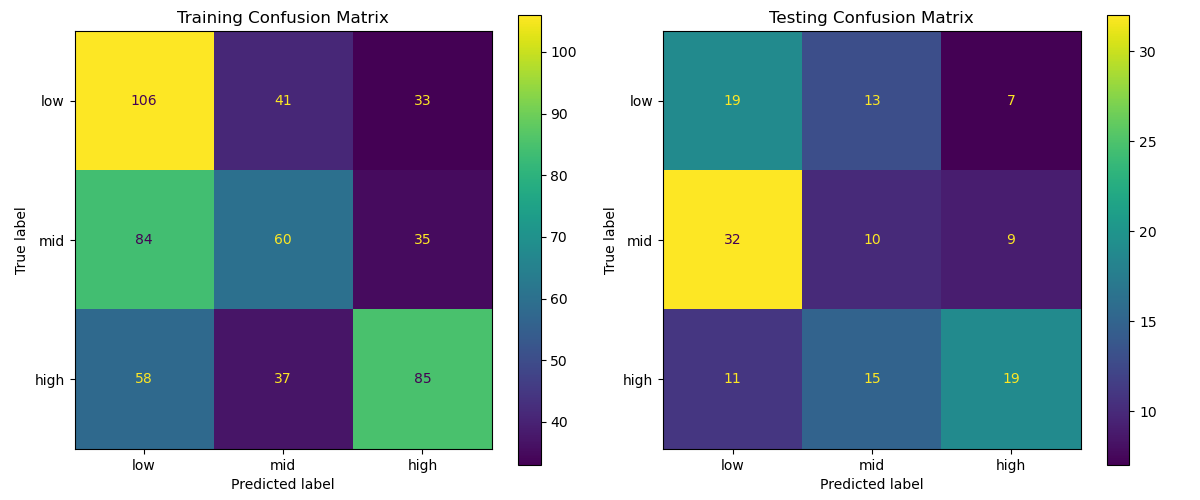 Training Confusion Matrix
low
mid
high
True label
106 41 33
84 60 35
58 37 85
low mid high
Predicted label
100
90
80
70
60
50
40
Testing Confusion Matrix
low
mid
high
True label
19 13 7
32 10 9
11 15 19
low mid high
Predicted label
30
25
20
15
10